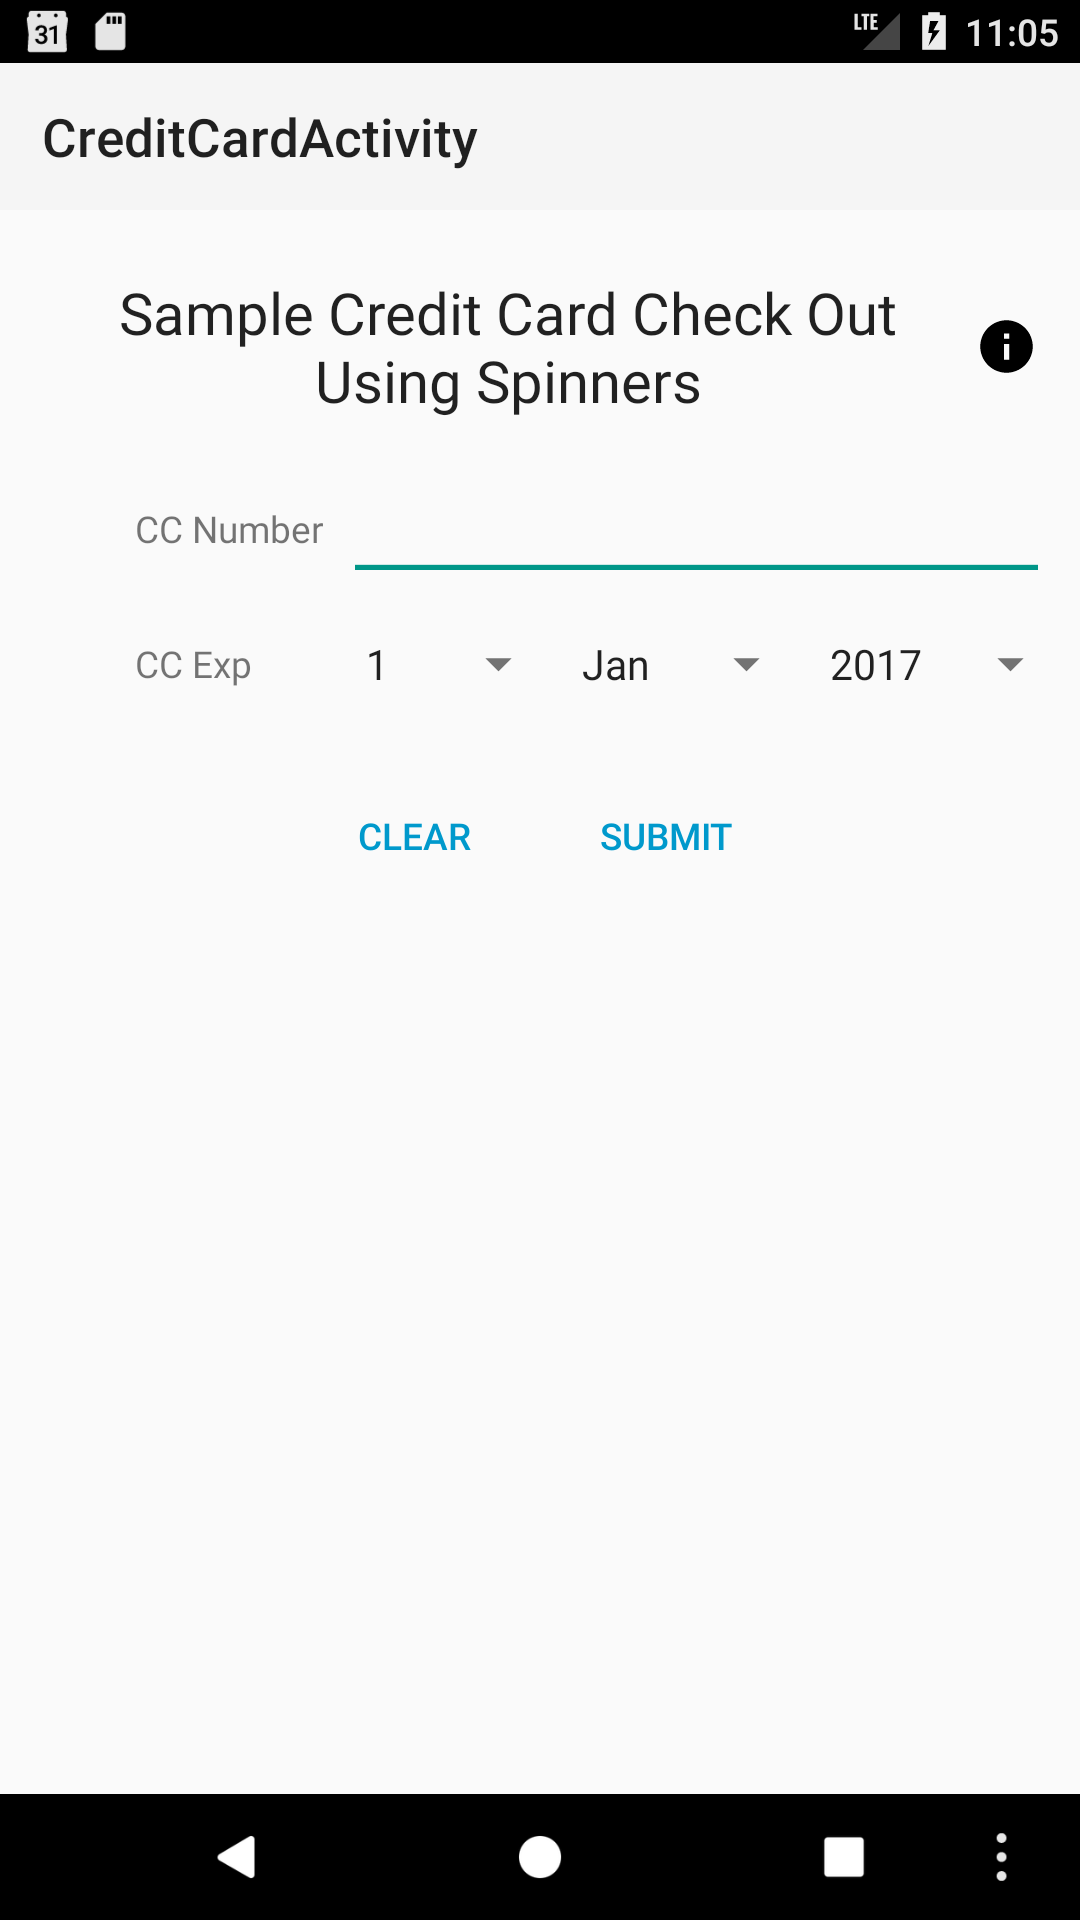 31 LTE 11:05
CreditCardActivity
Sample Credit Card Check Out
Using Spinners
CC Number
CC Exp 1 Jan 2017
CLEAR SUBMIT